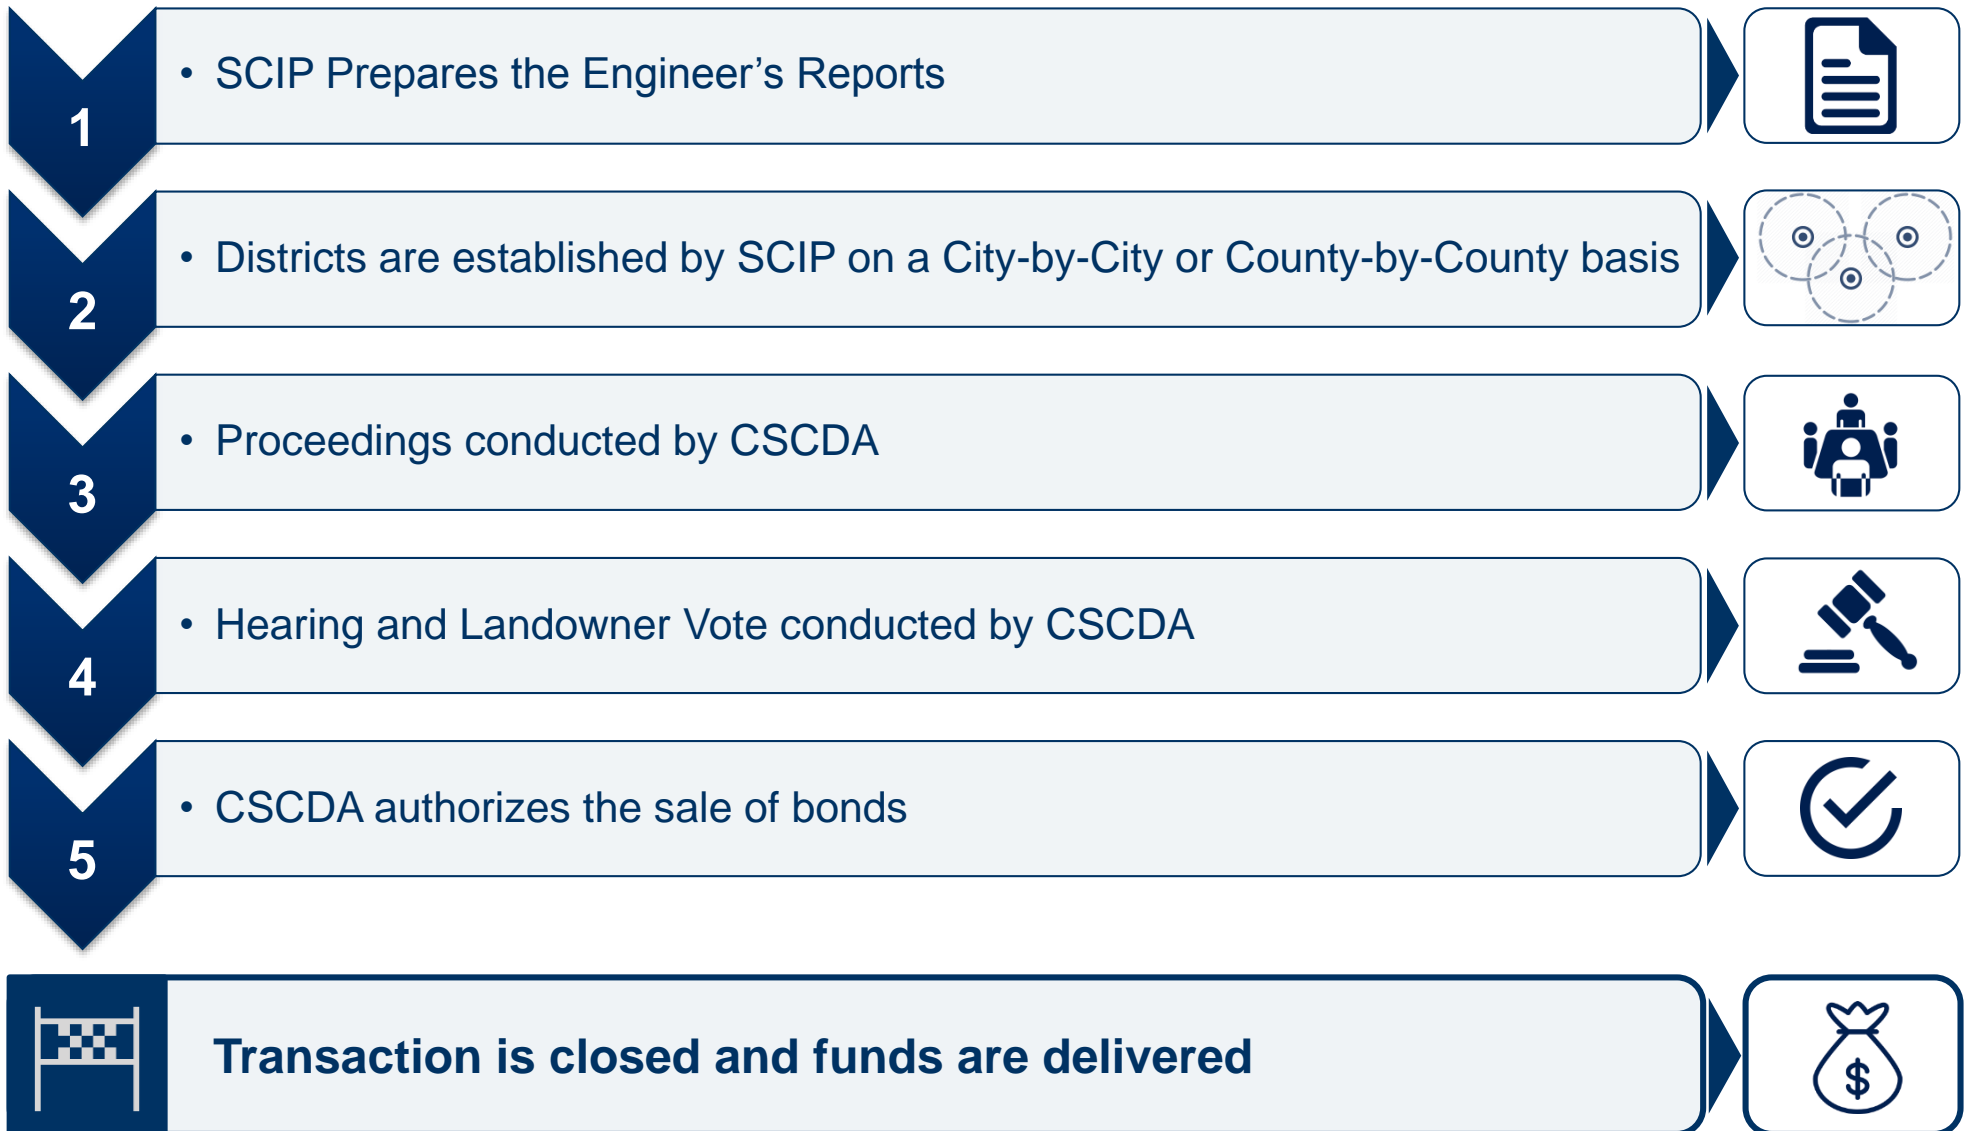 1
• SCIP Prepares the Engineer’s Reports
2
• Districts are established by SCIP on a City-by-City or County-by-County basis
3
• Proceedings conducted by CSCDA
4
• Hearing and Landowner Vote conducted by CSCDA
5
• CSCDA authorizes the sale of bonds
Transaction is closed and funds are delivered
$